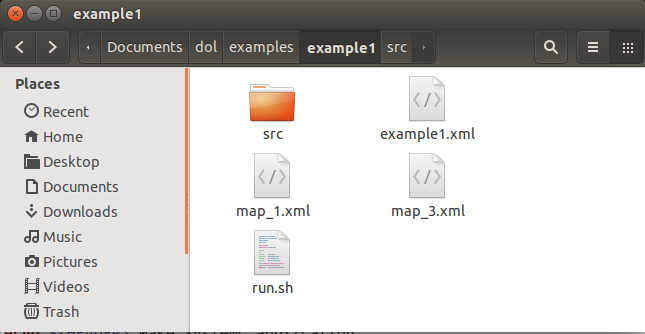 example1
Documents dol examples example1 src
Places
Recent
Home
Desktop
Documents
Downloads
Music
Pictures
Videos
Trash
src example1.xml
map_1.xml map_3.xml
run.sh